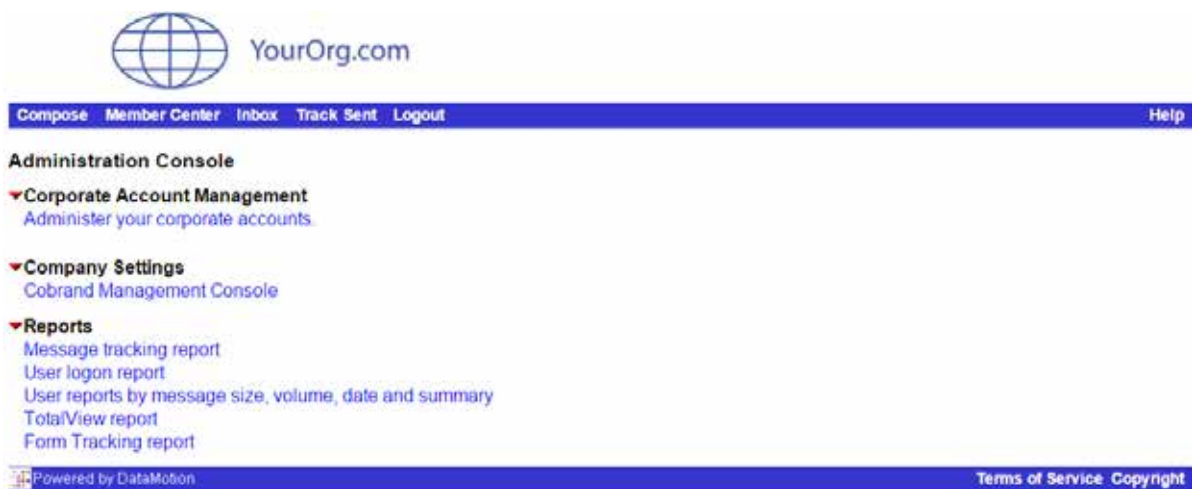 YourOrg.com
Compose Member Center Inbox Track Sent Logout Help
Administration Console
Corporate Account Management
Administer your corporate accounts.
Company Settings
Cobrand Management Console
Reports
Message tracking report
User logon report
User reports by message size, volume, date and summary
TotalView report
Form Tracking report
Powered by DataMotion Terms of Service Copyright